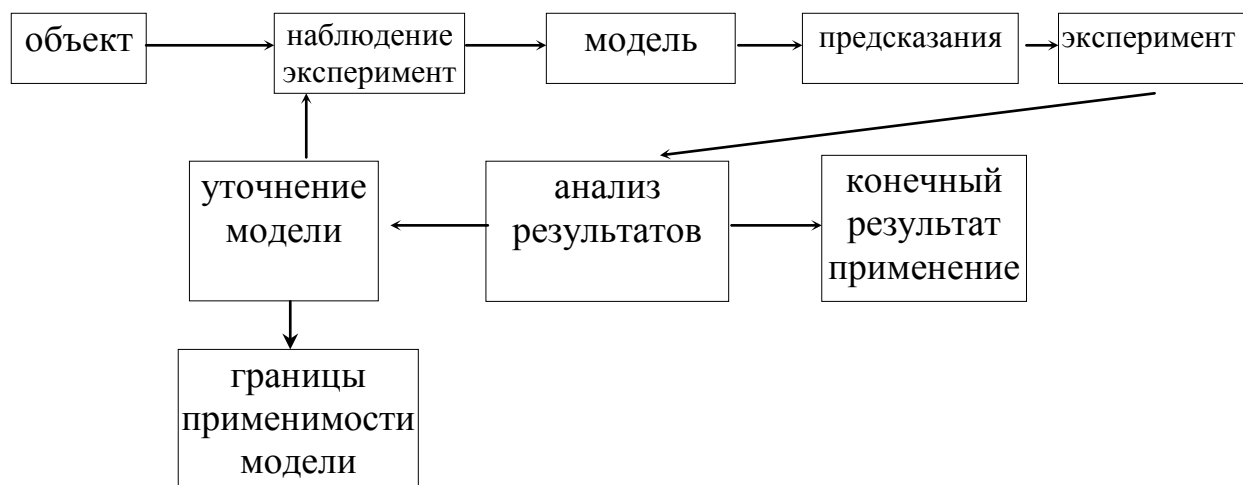 объект
наблюдение
эксперимент
модель
предсказания
эксперимент
уточнение
модели
анализ
результатов
конечный
результат
применение
границы
применимости
модели